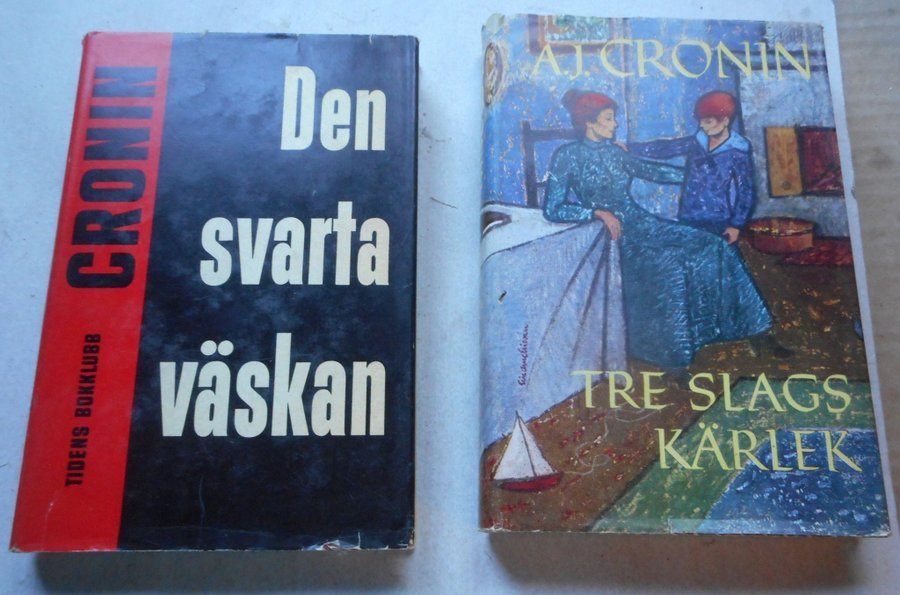 CRONIN
TIDENS BOKKLUBB
Den
svarta
väskan
A.J. CRONIN
TRE SLAGS
KÄRLEK